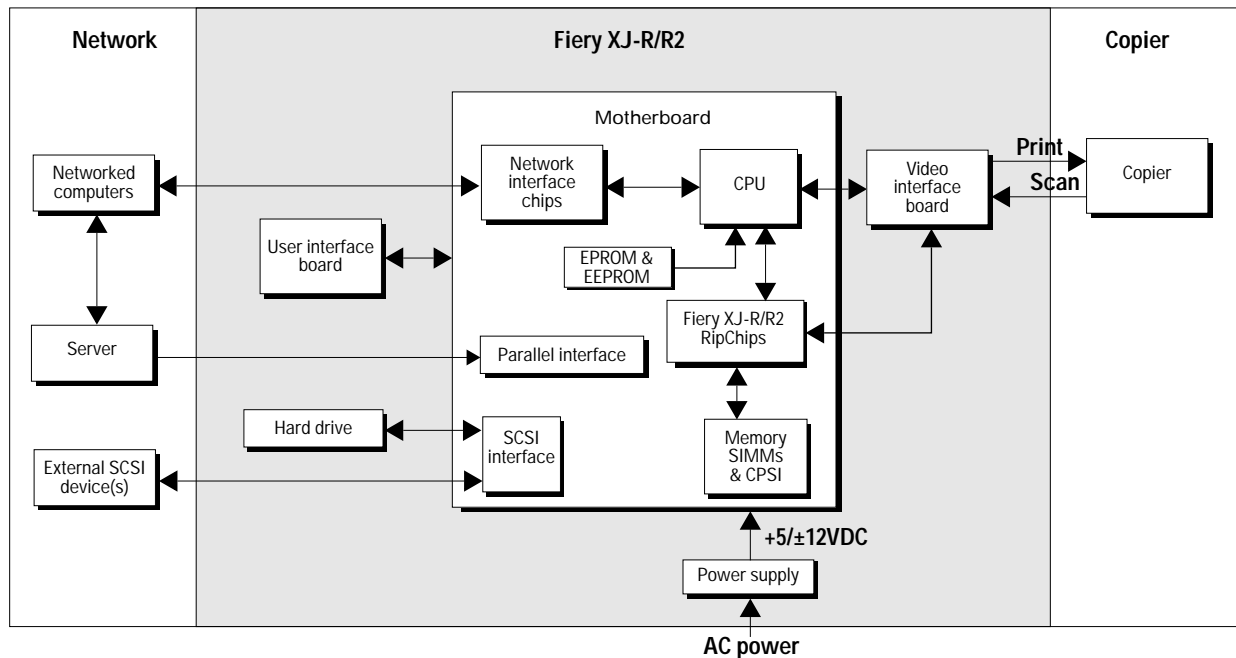 Network
Fiery XJ-R/R2
Copier
Motherboard
Networked
computers
Network
interface
chips
CPU
Video
interface
board
Print
Scan
Copier
User interface
board
EPROM &
EEPROM
Server
Parallel interface
Fiery XJ-R/R2
RipChips
Hard drive
SCSI
interface
Memory
SIMMs
& CPSI
External SCSI
device(s)
+5/±12VDC
Power supply
AC power